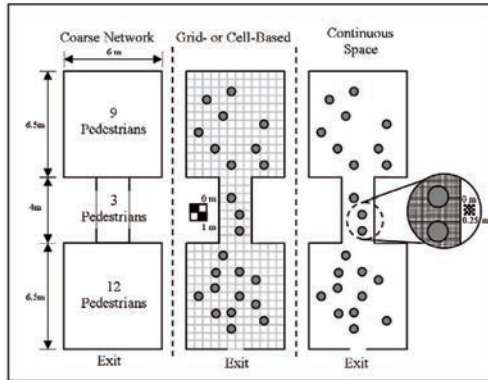 Coarse Network
Grid- or Cell-Based
Continuous
Space
6 m
6.5m
9
Pedestrians
4m
3
Pedestrians
0 m
1 m
0 m
0.25 m
6.5m
12
Pedestrians
Exit
Exit
Exit